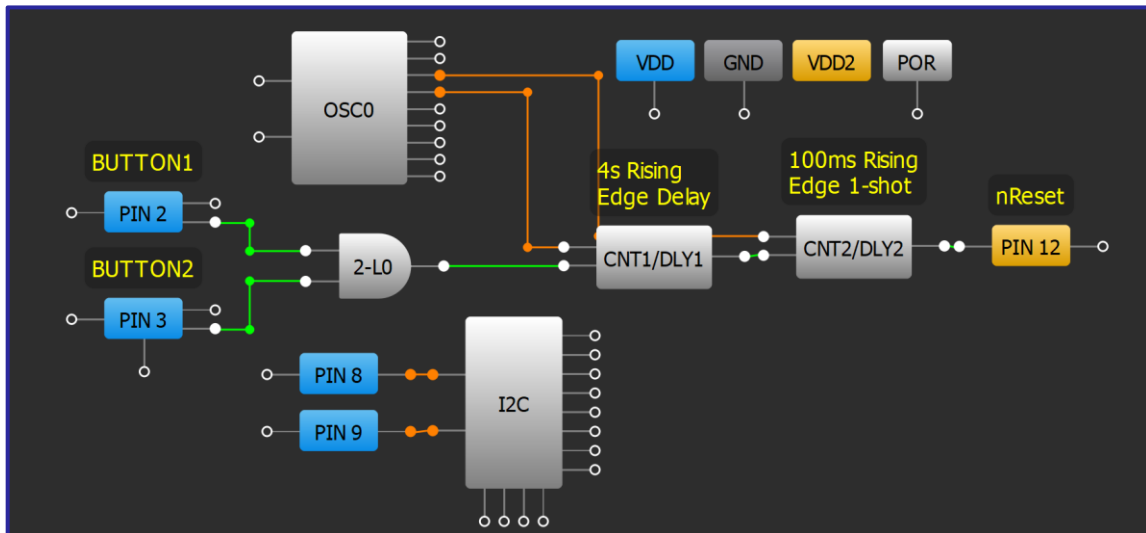 VDD
GND
VDD2
POR
OSC0
BUTTON1
PIN 2
BUTTON2
PIN 3
2-L0
4s Rising
Edge Delay
CNT1/DLY1
100ms Rising
Edge 1-shot
CNT2/DLY2
nReset
PIN 12
PIN 8
PIN 9
I2C